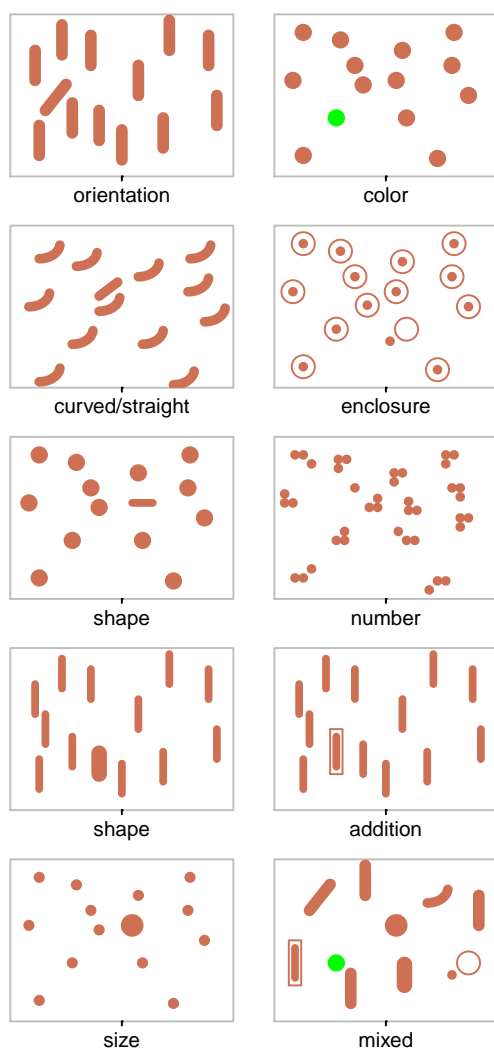 orientation
color
curved/straight
enclosure
shape
number
shape
addition
size
mixed